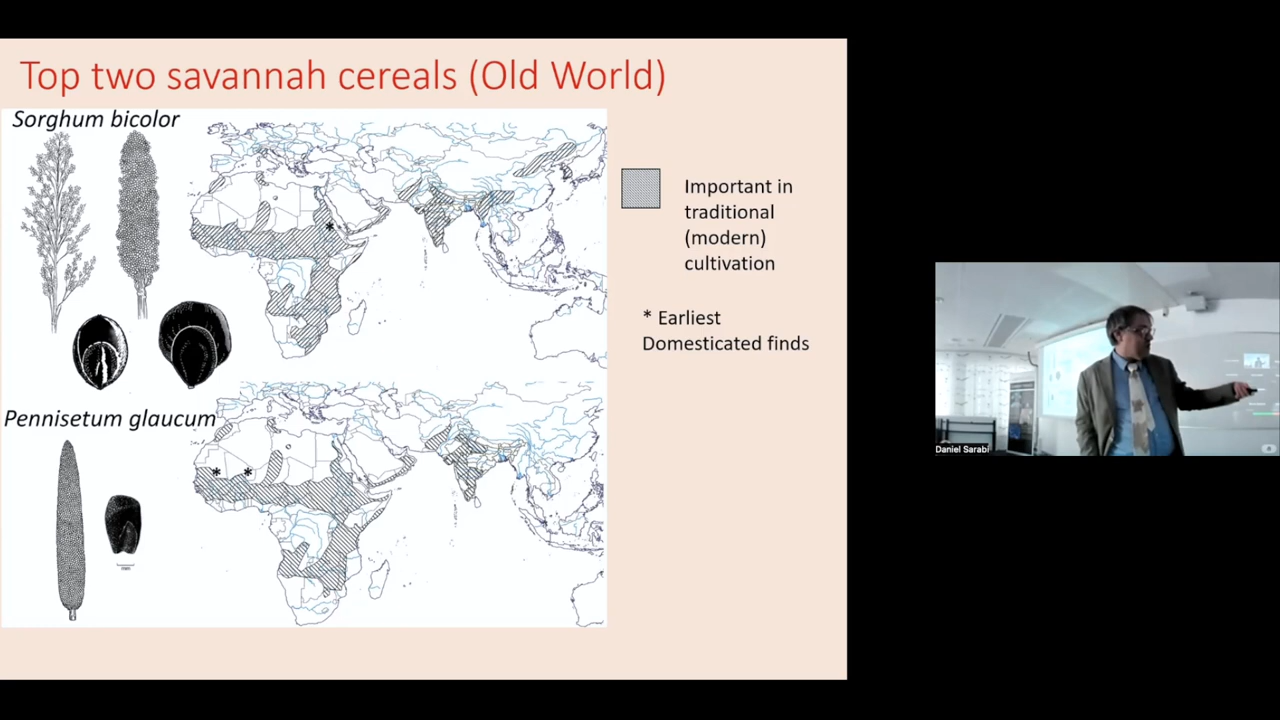 Top two savannah cereals (Old World)
Sorghum bicolor
*
Important in
traditional
(modern)
cultivation
* Earliest
Domesticated finds
Pennisetum glaucum
* *
mm
Daniel Sarabi